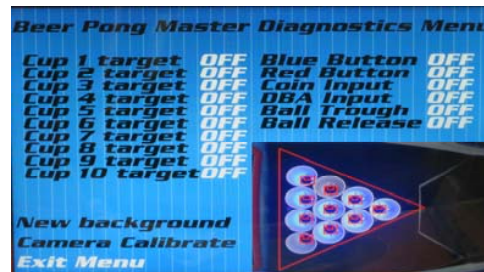 Beer Pong Master Diagnostics Menu
Cup 1 target OFF
Cup 2 target OFF
Cup 3 target OFF
Cup 4 target OFF
Cup 5 target OFF
Cup 6 target OFF
Cup 7 target OFF
Cup 8 target OFF
Cup 9 target OFF
Cup 10 target OFF
Blue Button OFF
Red Button OFF
Coin Input OFF
DBA Input OFF
Ball Trough OFF
Ball Release OFF
New background
Camera Calibrate
Exit Menu